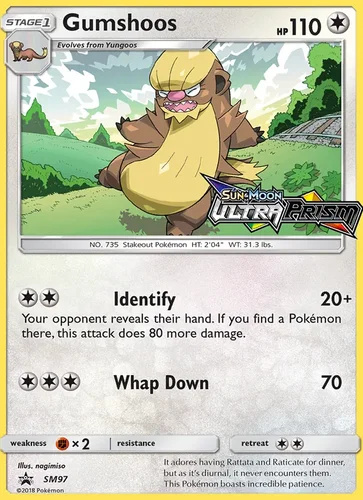 STAGE 1
Gumshoos
HP 110
Evolves from Yungoos
SUN & MOON
ULTRA PRISM
NO. 735 Stakeout Pokémon HT: 2'04" WT: 31.3 lbs.
Identify 20+
Your opponent reveals their hand. If you find a Pokémon
there, this attack does 80 more damage.
Whap Down 70
weakness × 2 resistance retreat
Illus. nagimiso
SM97
©2018 Pokémon
It adores having Rattata and Raticate for dinner,
but as it's diurnal, it never encounters them.
This Pokémon boasts incredible patience.